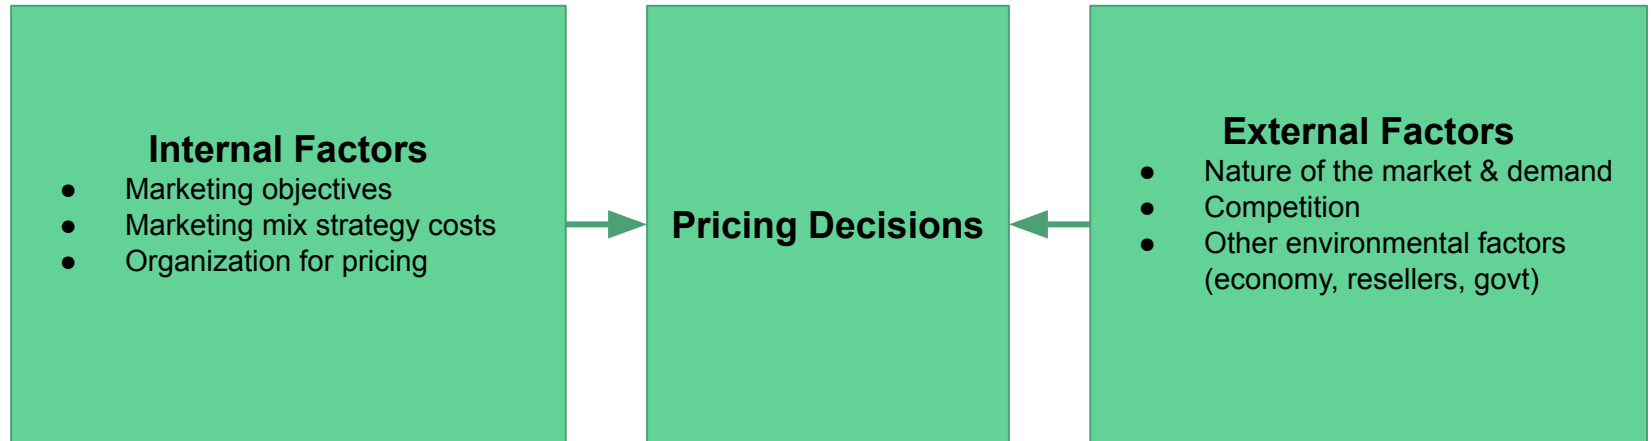 Internal Factors
● Marketing objectives
● Marketing mix strategy costs
● Organization for pricing
Pricing Decisions
External Factors
● Nature of the market & demand
● Competition
● Other environmental factors
(economy, resellers, govt)